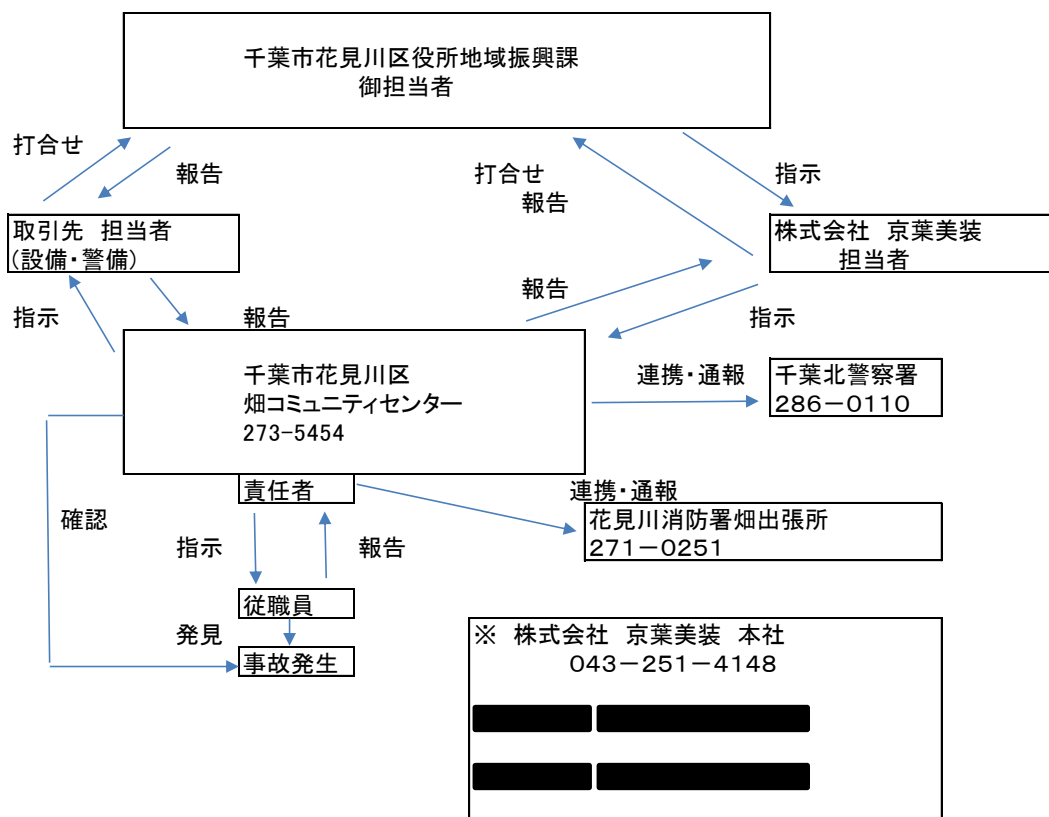 千葉市花見川区役所地域振興課
御担当者
打合せ
報告
打合せ
報告
指示
取引先 担当者
(設備・警備)
株式会社 京葉美装
担当者
指示
報告
報告
指示
千葉市花見川区
畑コミュニティセンター
273-5454
連携・通報
千葉北警察署
286-0110
責任者
連携・通報
花見川消防署畑出張所
271-0251
確認
指示
報告
従職員
発見
事故発生
※ 株式会社 京葉美装 本社
043-251-4148